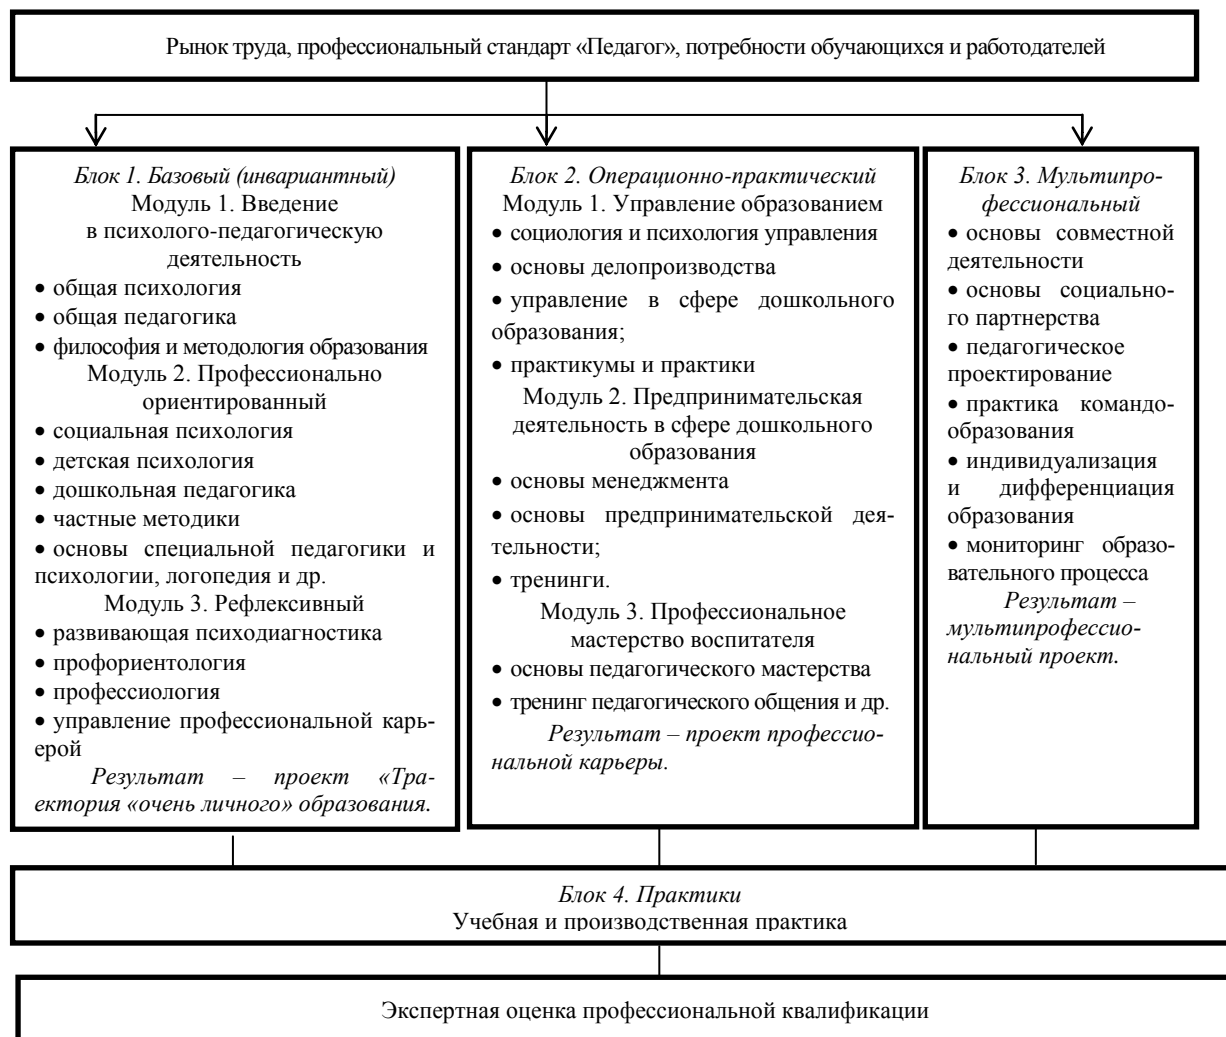 Рынок труда, профессиональный стандарт «Педагог», потребности обучающихся и работодателей
Блок 1. Базовый (инвариантный)
Модуль 1. Введение
в психолого-педагогическую
деятельность
• общая психология
• общая педагогика
• философия и методология образования
Модуль 2. Профессионально
ориентированный
• социальная психология
• детская психология
• дошкольная педагогика
• частные методики
• основы специальной педагогики и
психологии, логопедия и др.
Модуль 3. Рефлексивный
• развивающая психодиагностика
• профориентология
• профессиология
• управление профессиональной карь-
ерой
Результат – проект «Тра-
ектория «очень личного» образования.
Блок 2. Операционно-практический
Модуль 1. Управление образованием
• социология и психология управления
• основы делопроизводства
• управление в сфере дошкольного
образования;
• практикумы и практики
Модуль 2. Предпринимательская
деятельность в сфере дошкольного
образования
• основы менеджмента
• основы предпринимательской дея-
тельности;
• тренинги.
Модуль 3. Профессиональное
мастерство воспитателя
• основы педагогического мастерства
• тренинг педагогического общения и др.
Результат – проект профессио-
нальной карьеры.
Блок 3. Мультипро-
фессиональный
• основы совместной
деятельности
• основы социально-
го партнерства
• педагогическое
проектирование
• практика командо-
образования
• индивидуализация
и дифференциация
образования
• мониторинг образо-
вательного процесса
Результат –
мультипрофессио-
нальный проект.
Блок 4. Практики
Учебная и производственная практика
Экспертная оценка профессиональной квалификации